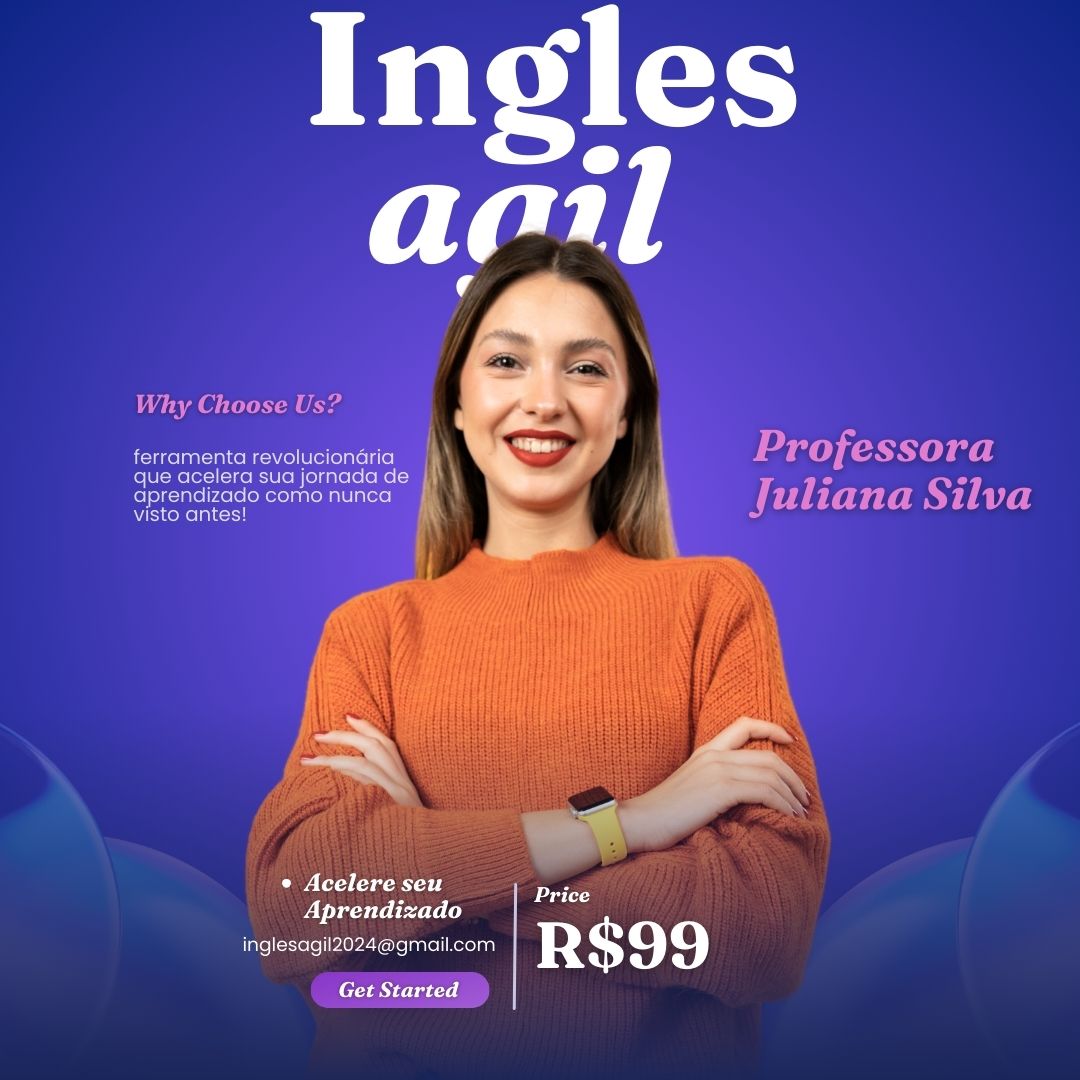 Ingles
agil
Why Choose Us?
ferramenta revolucionária
que acelera sua jornada de
aprendizado como nunca
visto antes!
Professora
Juliana Silva
• Acelere seu
Aprendizado
inglesagil2024@gmail.com
Get Started
Price
R$99